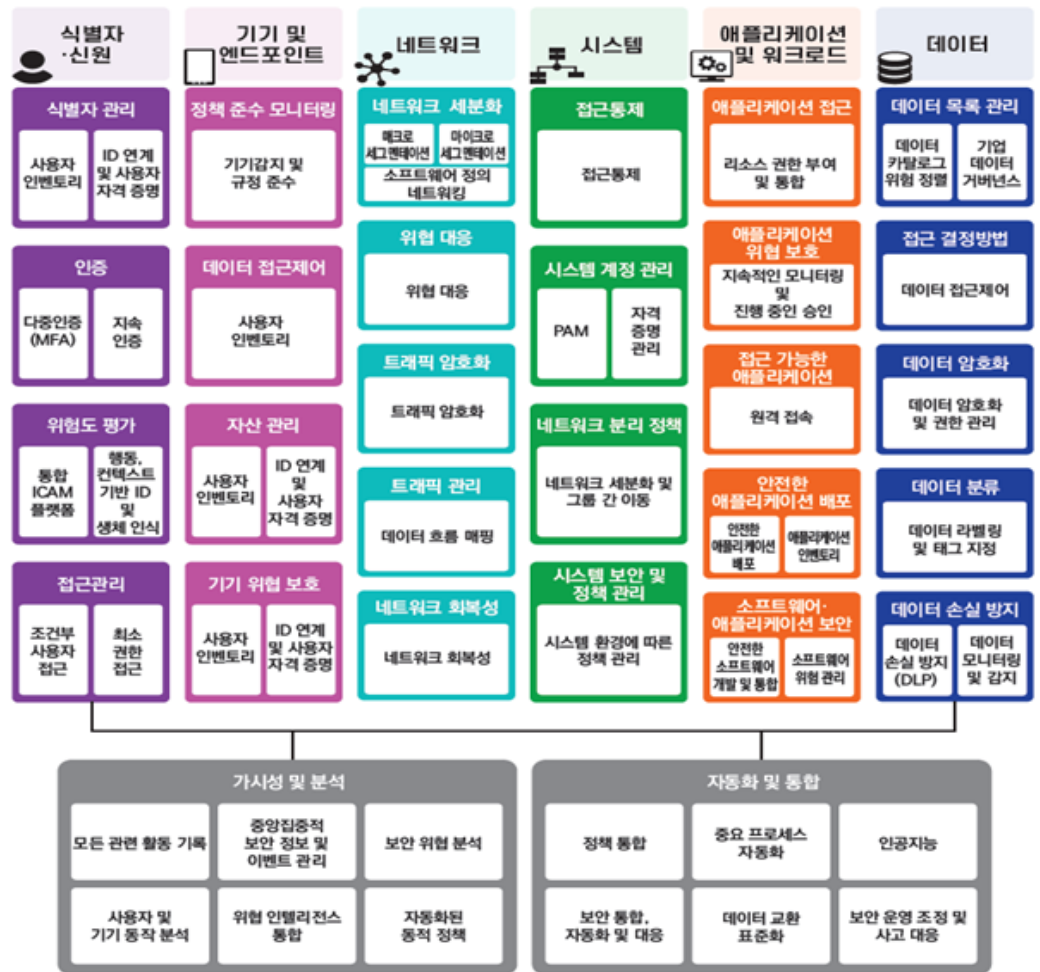 식별자
·신원
기기 및
엔드포인트
네트워크
시스템
애플리케이션
및 워크로드
데이터
식별자 관리
사용자
인벤토리
ID 연계
및 사용자
자격 증명
인증
다중인증
(MFA)
지속
인증
위험도 평가
통합
ICAM
플랫폼
행동,
컨텍스트
기반 ID
및
생체 인식
접근관리
조건부
사용자
접근
최소
권한
접근
정책 준수 모니터링
기기감지 및
규정 준수
데이터 접근제어
사용자
인벤토리
자산 관리
사용자
인벤토리
ID 연계
및
사용자
자격 증명
기기 위협 보호
사용자
인벤토리
ID 연계
및 사용자
자격 증명
네트워크 세분화
매크로
세그멘테이션
마이크로
세그멘테이션
소프트웨어 정의
네트워킹
위협 대응
위협 대응
트래픽 암호화
트래픽 암호화
트래픽 관리
데이터 흐름 매핑
네트워크 회복성
네트워크 회복성
접근통제
접근통제
시스템 계정 관리
PAM
자격
증명
관리
네트워크 분리 정책
네트워크 세분화 및
그룹 간 이동
시스템 보안 및
정책 관리
시스템 환경에 따른
정책 관리
애플리케이션 접근
리소스 권한 부여
및 통합
애플리케이션
위협 보호
지속적인 모니터링
및
진행 중인 승인
접근 가능한
애플리케이션
원격 접속
안전한
애플리케이션 배포
안전한
애플리케이션
배포
애플리케이션
인벤토리
소프트웨어·
애플리케이션 보안
안전한
소프트웨어
개발 및 통합
소프트웨어
위험 관리
데이터 목록 관리
데이터
카탈로그
위험 정렬
기업
데이터
거버넌스
접근 결정방법
데이터 접근제어
데이터 암호화
데이터 암호화
및 권한 관리
데이터 분류
데이터 라벨링
및 태그 지정
데이터 손실 방지
데이터
손실 방지
(DLP)
데이터
모니터링
및 감지
가시성 및 분석
모든 관련 활동 기록
중앙집중적
보안 정보 및
이벤트 관리
보안 위협 분석
사용자 및
기기 동작 분석
위협 인텔리전스
통합
자동화된
동적 정책
자동화 및 통합
정책 통합
중요 프로세스
자동화
인공지능
보안 통합,
자동화 및 대응
데이터 교환
표준화
보안 운영 조정 및
사고 대응